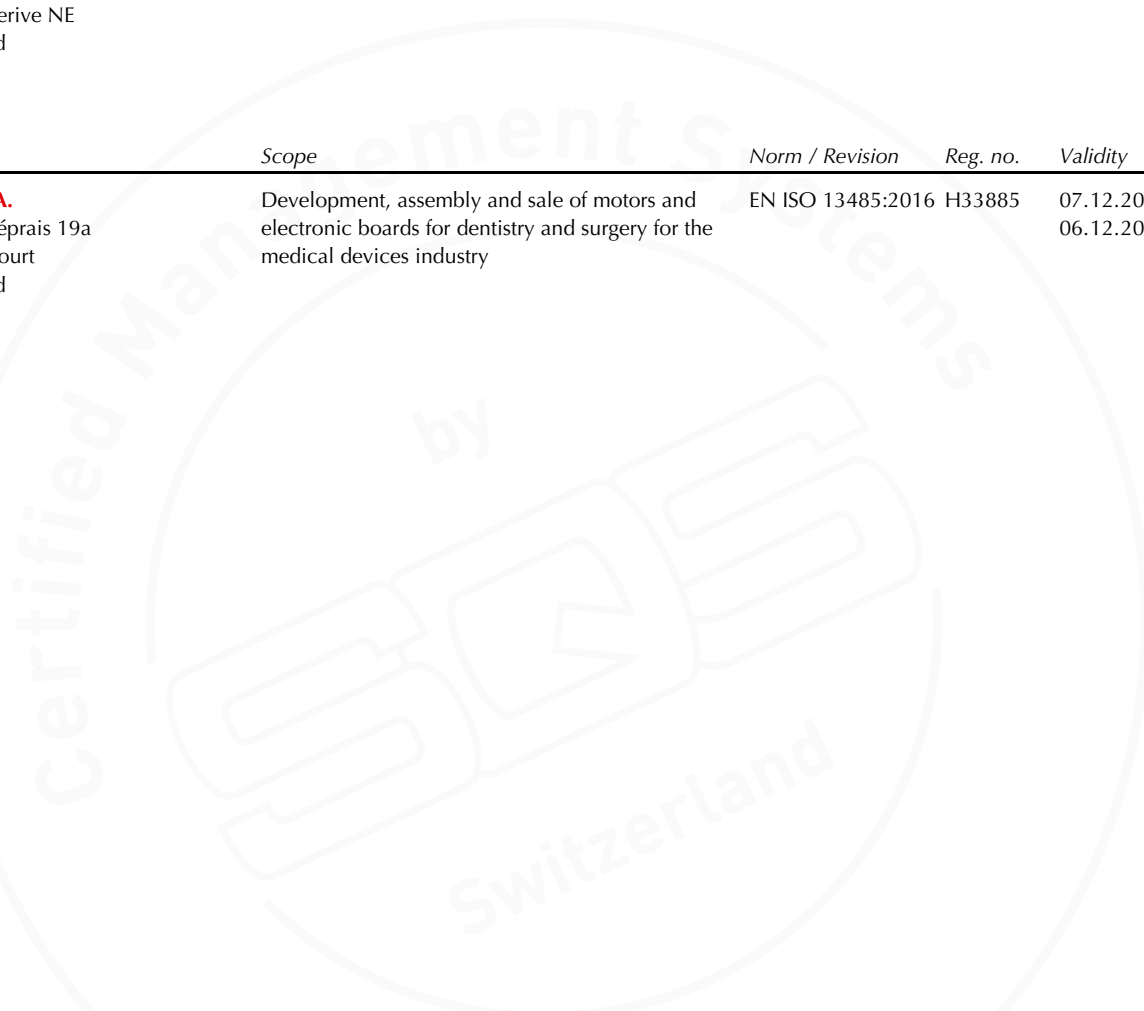 erive NE
d
Scope Norm / Revision Reg. no. Validity
A. Development, assembly and sale of motors and EN ISO 13485:2016 H33885 07.12.20
éprais 19a electronic boards for dentistry and surgery for the 06.12.20
ourt medical devices industry
d
Certified Management Systems
by
SQS
Switzerland